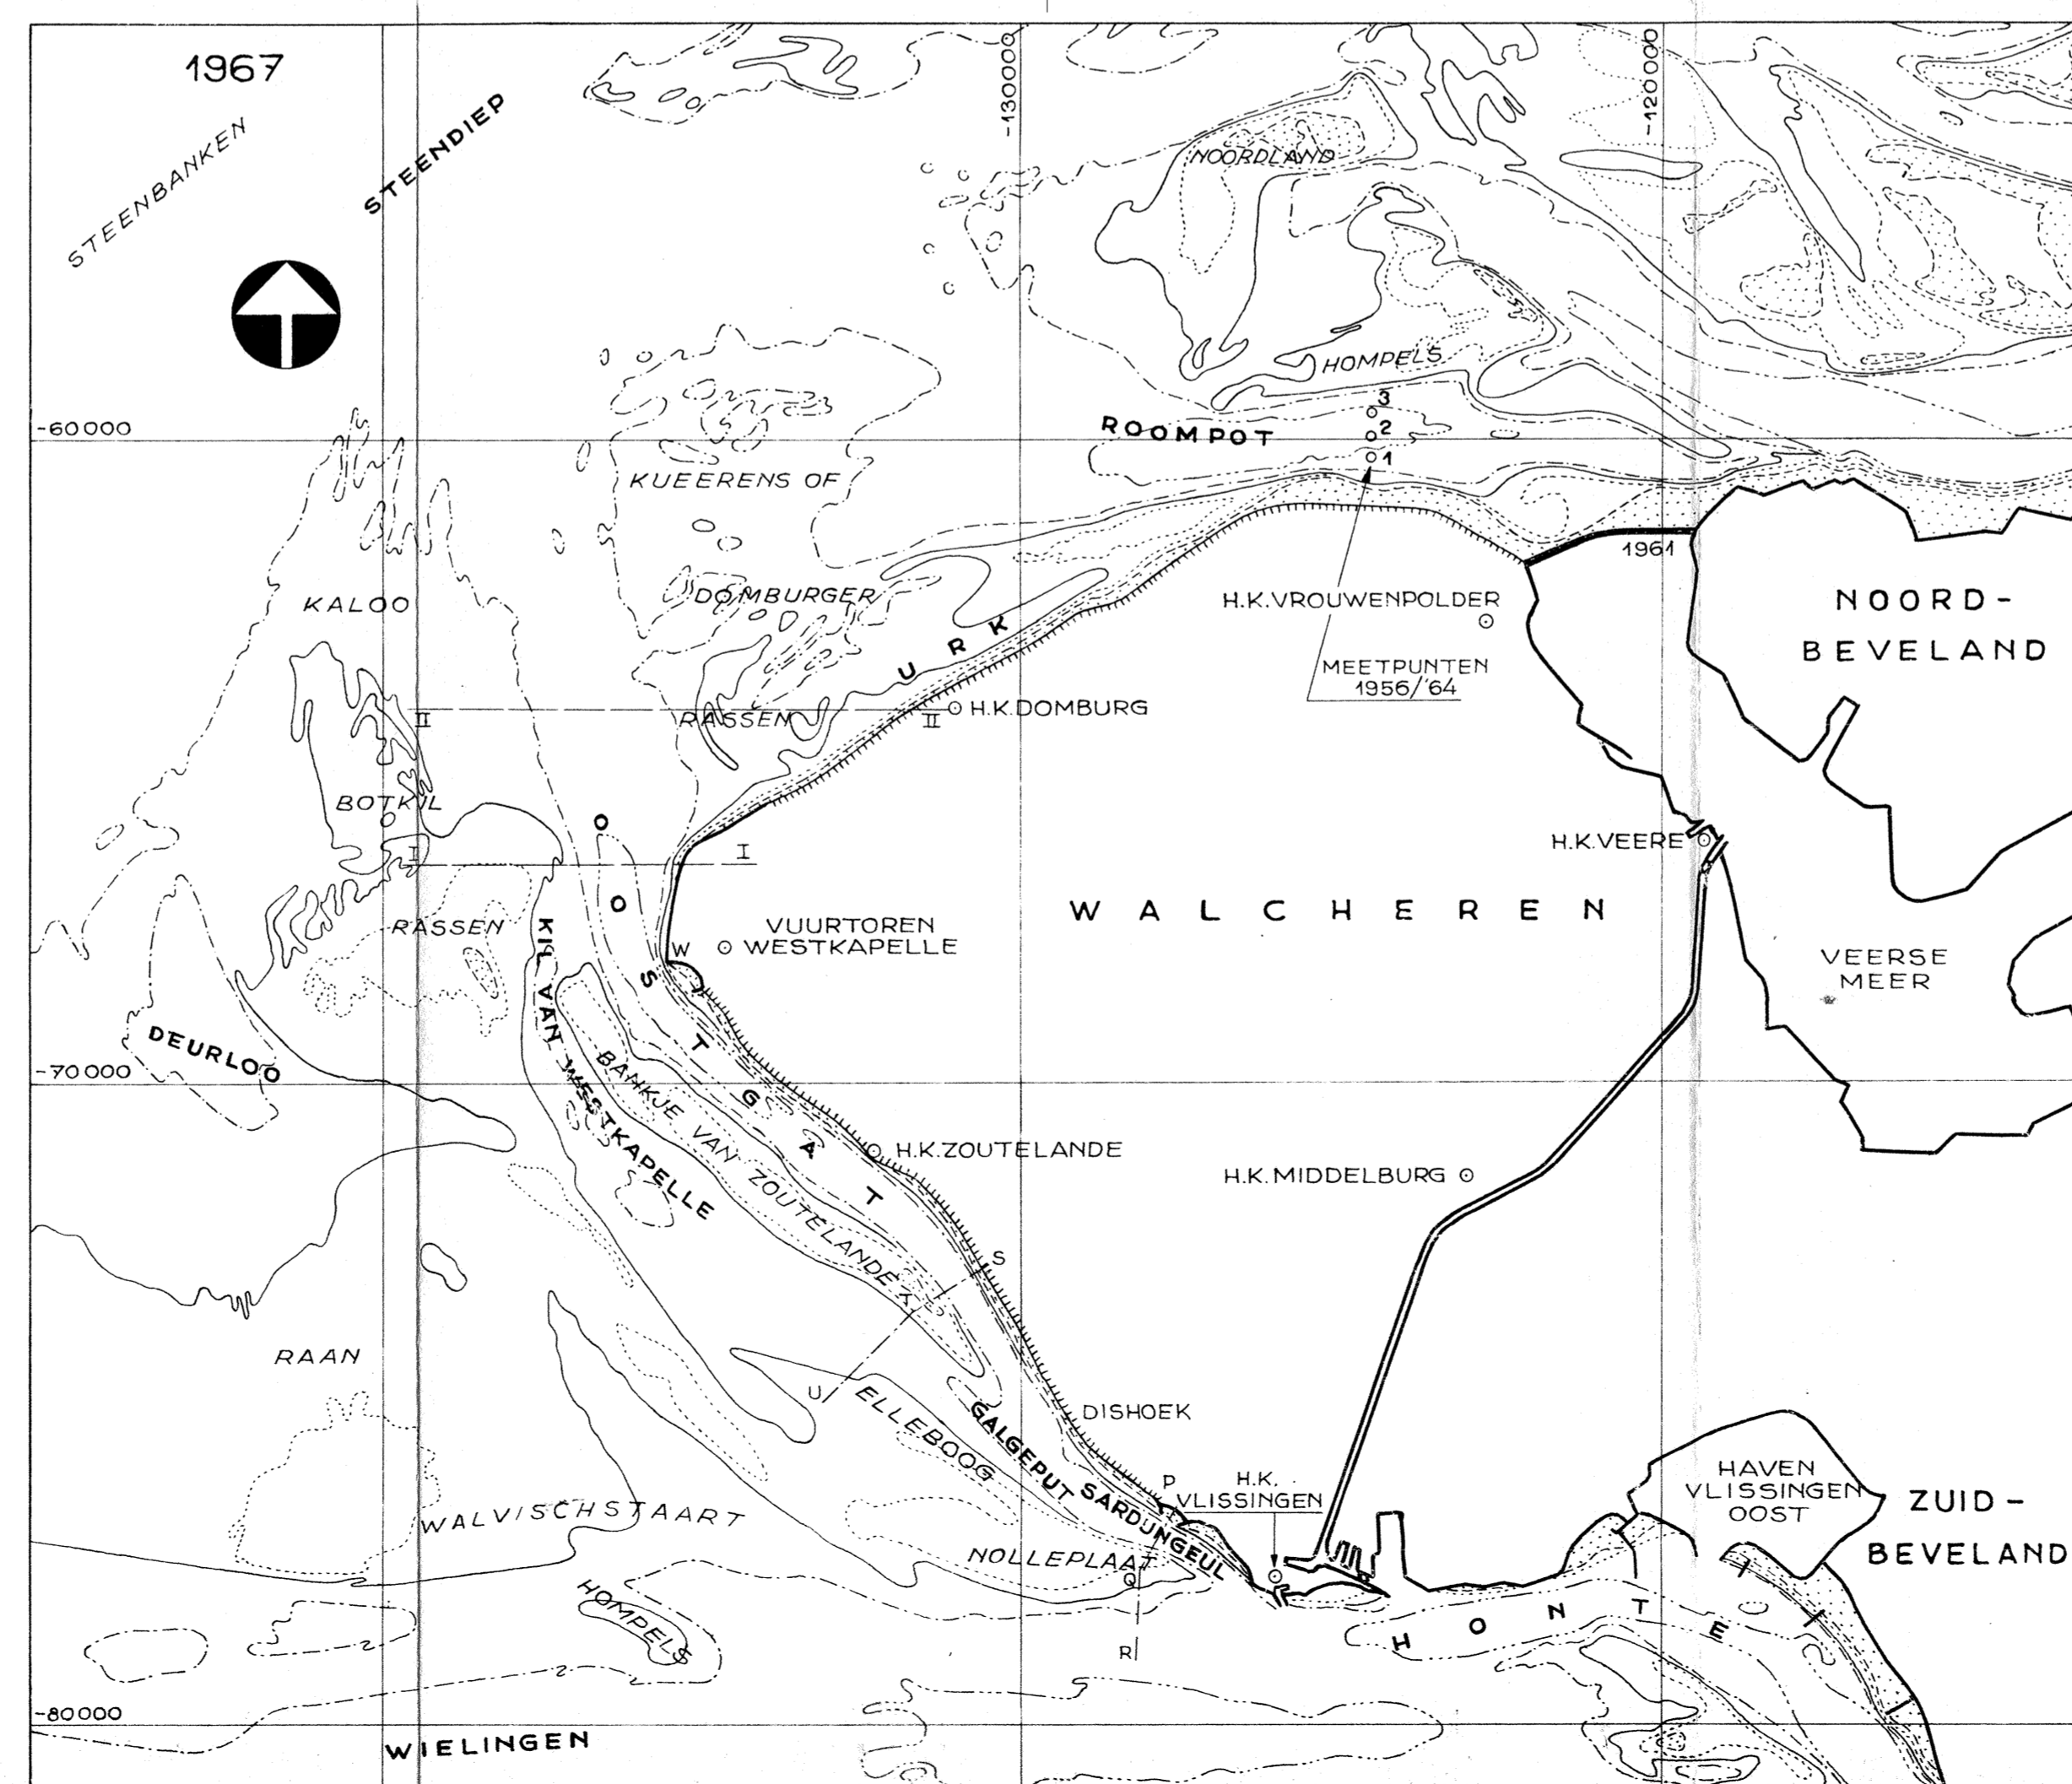 1967
STEENBANKEN
STEENDIEP
-130000
-120000
NOORDLAND
HOMPELS
ROOMPOT
3
2
1
-60000
KUEERENS OF
DOMBURGER
RASSEN
KALOO
URK
1961
H.K.VROUWENPOLDER
MEETPUNTEN
1956/'64
NOORD-
BEVELAND
II
II
H.K.DOMBURG
BOTKIL
I
I
H.K.VEERE
RASSEN
OOSTGAT
W
VUURTOREN
WESTKAPELLE
WALCHEREN
VEERSE
MEER
KIL VAN WESTKAPELLE
DEURLOO
-70000
BANKJE VAN ZOUTELANDE
H.K.ZOUTELANDE
H.K.MIDDELBURG
S
T
U
RAAN
ELLEBOOG
GALGEPUT
DISHOEK
SARDIJNGEUL
P
H.K.
VLISSINGEN
HAVEN
VLISSINGEN
OOST
ZUID-
BEVELAND
WALVISCHSTAART
NOLLEPLAAT
Q
R
HOMPELS
HONTE
-80000
WIELINGEN